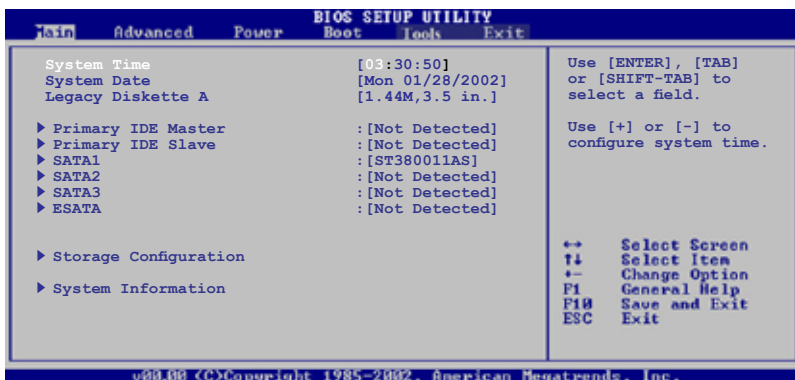 BIOS SETUP UTILITY
Main Advanced Power Boot Tools Exit
System Time [03:30:50]
System Date [Mon 01/28/2002]
Legacy Diskette A [1.44M,3.5 in.]
Primary IDE Master :[Not Detected]
Primary IDE Slave :[Not Detected]
SATA1 :[ST380011AS]
SATA2 :[Not Detected]
SATA3 :[Not Detected]
ESATA :[Not Detected]
Storage Configuration
System Information
Use [ENTER], [TAB]
or [SHIFT-TAB] to
select a field.
Use [+] or [-] to
configure system time.
←→ Select Screen
↑↓ Select Item
+- Change Option
F1 General Help
F10 Save and Exit
ESC Exit
v00.00 (C)Copyright 1985-2002, American Megatrends, Inc.